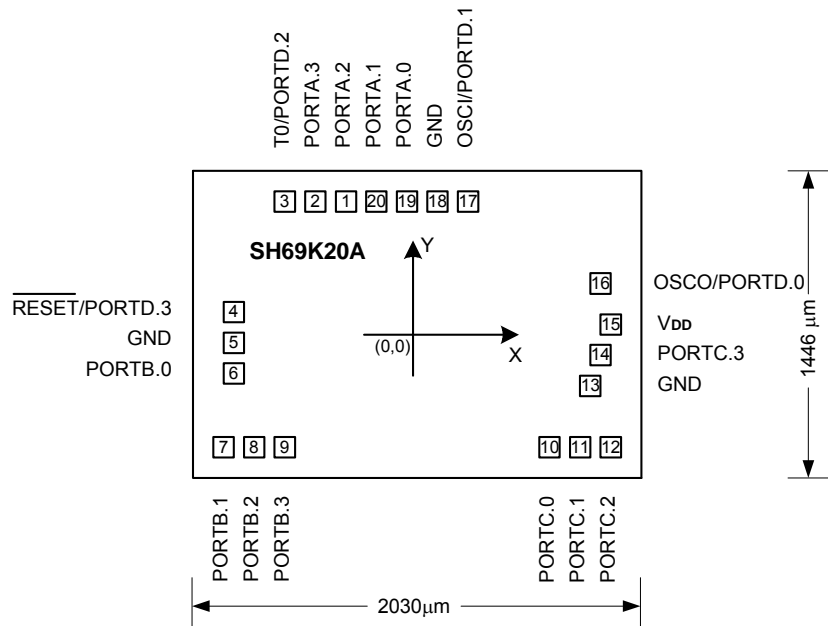 T0/PORTD.2
PORTA.3
PORTA.2
PORTA.1
PORTA.0
GND
OSCI/PORTD.1
3
2
1
20
19
18
17
SH69K20A
Y
16
OSCO/PORTD.0
RESET/PORTD.3
4
GND
5
PORTB.0
6
(0,0)
X
15
VDD
14
PORTC.3
13
GND
1446 μm
7
8
9
10
11
12
PORTB.1
PORTB.2
PORTB.3
PORTC.0
PORTC.1
PORTC.2
2030μm